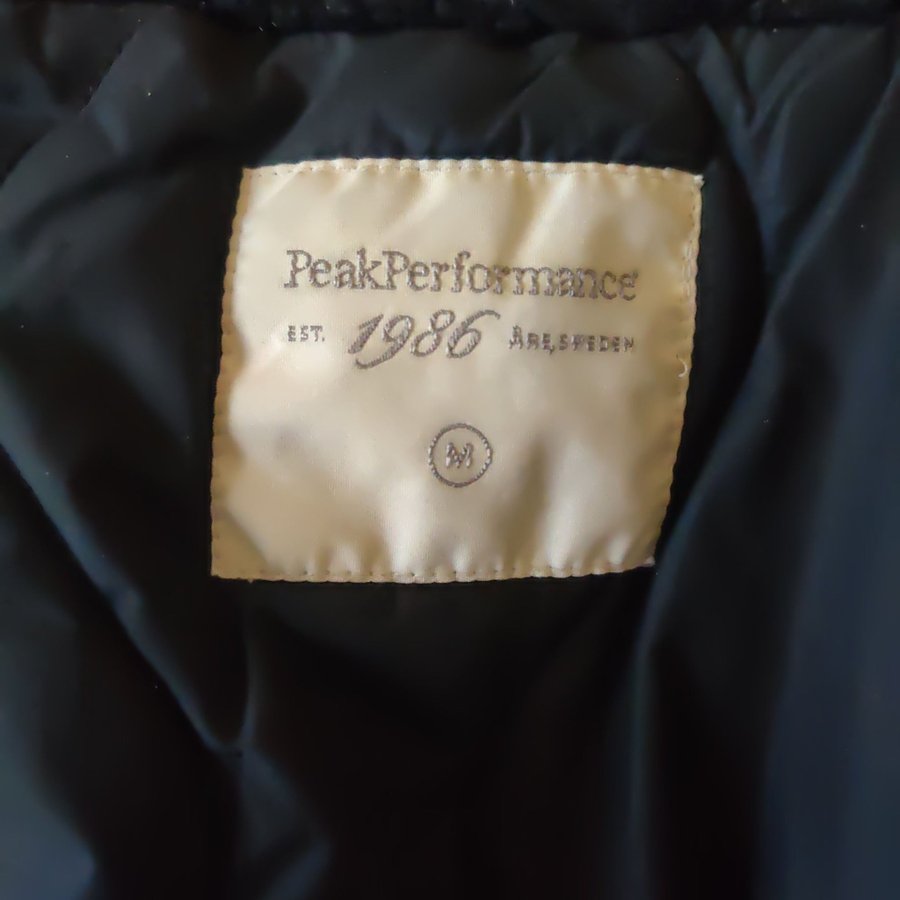 PeakPerformance
EST. 1986 ÅRE, SWEDEN
M